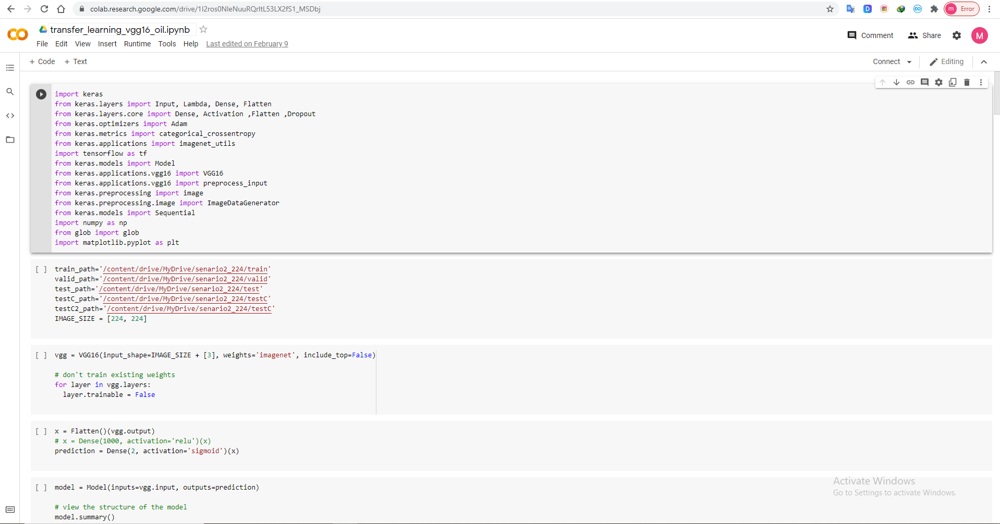 colab.research.google.com/drive/1I2ros0NIeNuuRQrltL53LX2fS1_MSDbj
m Error
transfer_learning_vgg16_oil.ipynb
File Edit View Insert Runtime Tools Help Last edited on February 9
Comment Share M
+ Code + Text
Connect Editing
import keras
from keras.layers import Input, Lambda, Dense, Flatten
from keras.layers.core import Dense, Activation ,Flatten ,Dropout
from keras.optimizers import Adam
from keras.metrics import categorical_crossentropy
from keras.applications import imagenet_utils
import tensorflow as tf
from keras.models import Model
from keras.applications.vgg16 import VGG16
from keras.applications.vgg16 import preprocess_input
from keras.preprocessing import image
from keras.preprocessing.image import ImageDataGenerator
from keras.models import Sequential
import numpy as np
from glob import glob
import matplotlib.pyplot as plt
[ ] train_path='/content/drive/MyDrive/senario2_224/train'
valid_path='/content/drive/MyDrive/senario2_224/valid'
test_path='/content/drive/MyDrive/senario2_224/test'
testC_path='/content/drive/MyDrive/senario2_224/testC'
testC2_path='/content/drive/MyDrive/senario2_224/testC'
IMAGE_SIZE = [224, 224]
[ ] vgg = VGG16(input_shape=IMAGE_SIZE + [3], weights='imagenet', include_top=False)
# don't train existing weights
for layer in vgg.layers:
layer.trainable = False
[ ] x = Flatten()(vgg.output)
# x = Dense(1000, activation='relu')(x)
prediction = Dense(2, activation='sigmoid')(x)
[ ] model = Model(inputs=vgg.input, outputs=prediction)
# view the structure of the model
model.summary()
Activate Windows
Go to Settings to activate Windows.